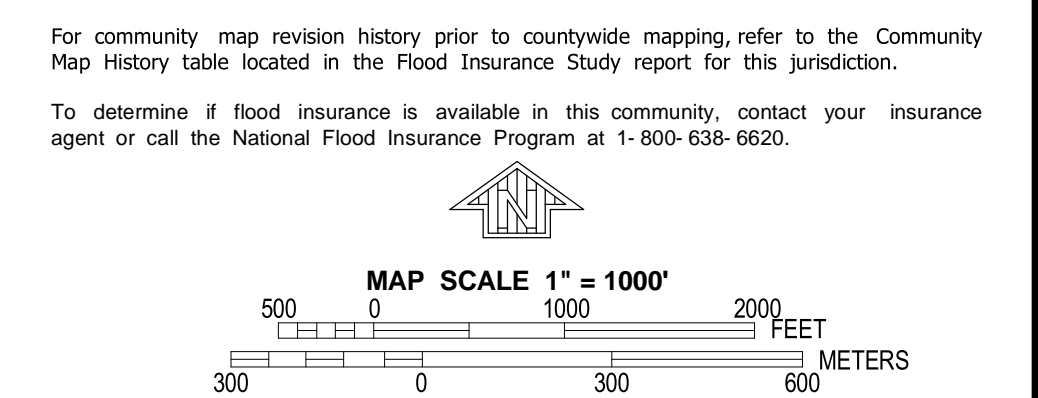 For community map revision history prior to countywide mapping, refer to the Community
Map History table located in the Flood Insurance Study report for this jurisdiction.
To determine if flood insurance is available in this community, contact your insurance
agent or call the National Flood Insurance Program at 1- 800- 638- 6620.
N
MAP SCALE 1" = 1000'
500 0 1000 2000
FEET
METERS
300 0 300 600